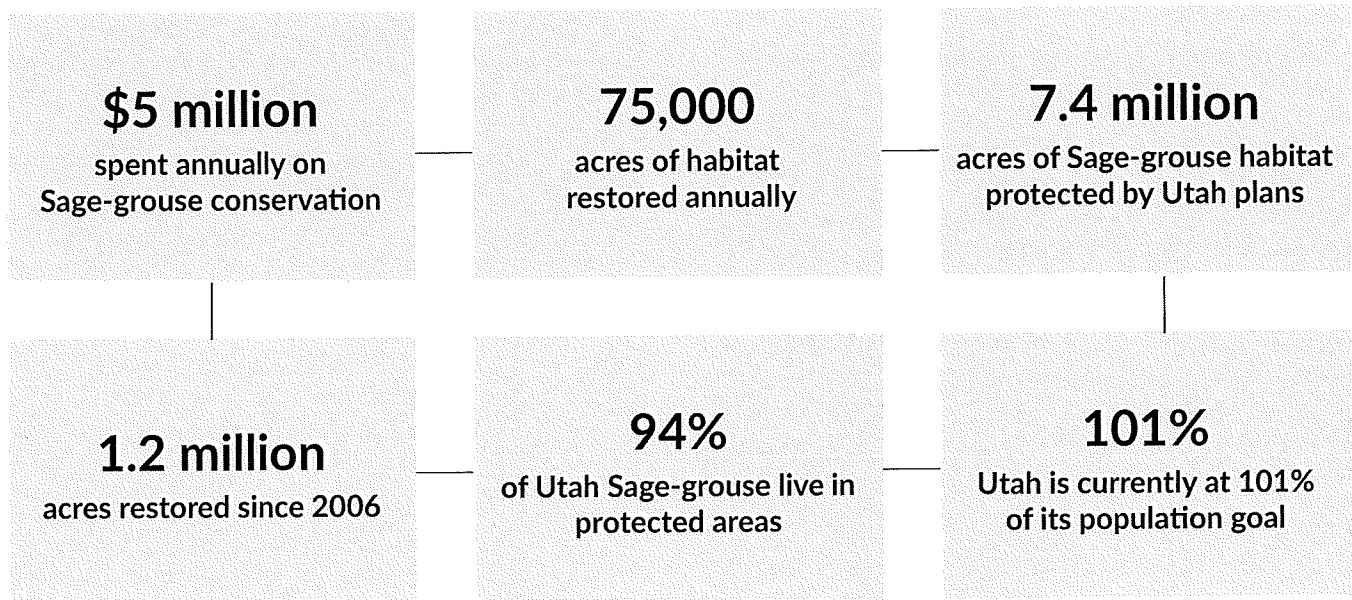 $5 million
spent annually on
Sage-grouse conservation
75,000
acres of habitat
restored annually
7.4 million
acres of Sage-grouse habitat
protected by Utah plans
1.2 million
acres restored since 2006
94%
of Utah Sage-grouse live in
protected areas
101%
Utah is currently at 101%
of its population goal